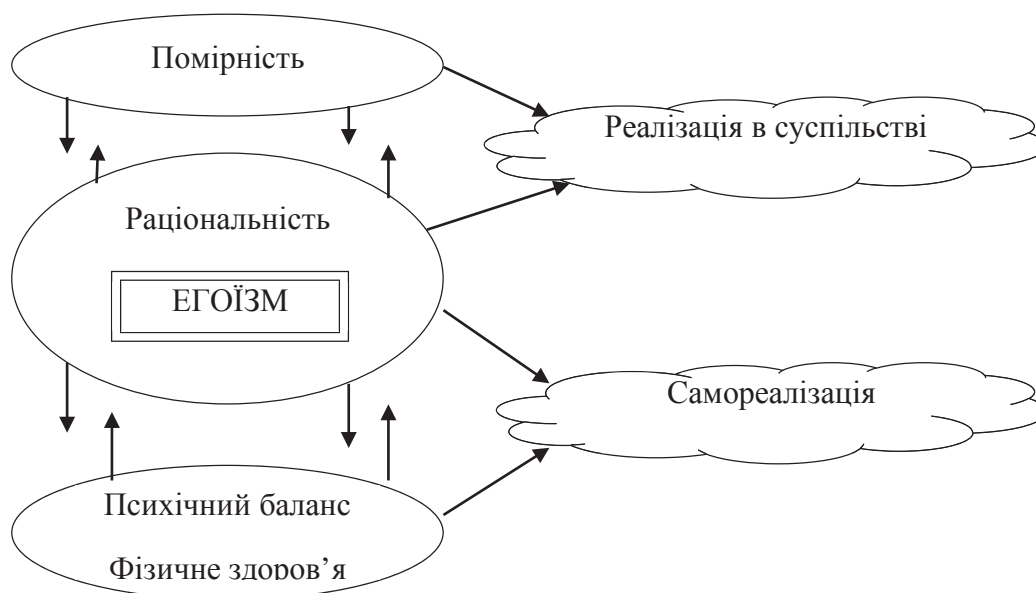 Помірність
Реалізація в суспільстві
Раціональність
ЕГОЇЗМ
Самореалізація
Психічний баланс
Фізичне здоров’я